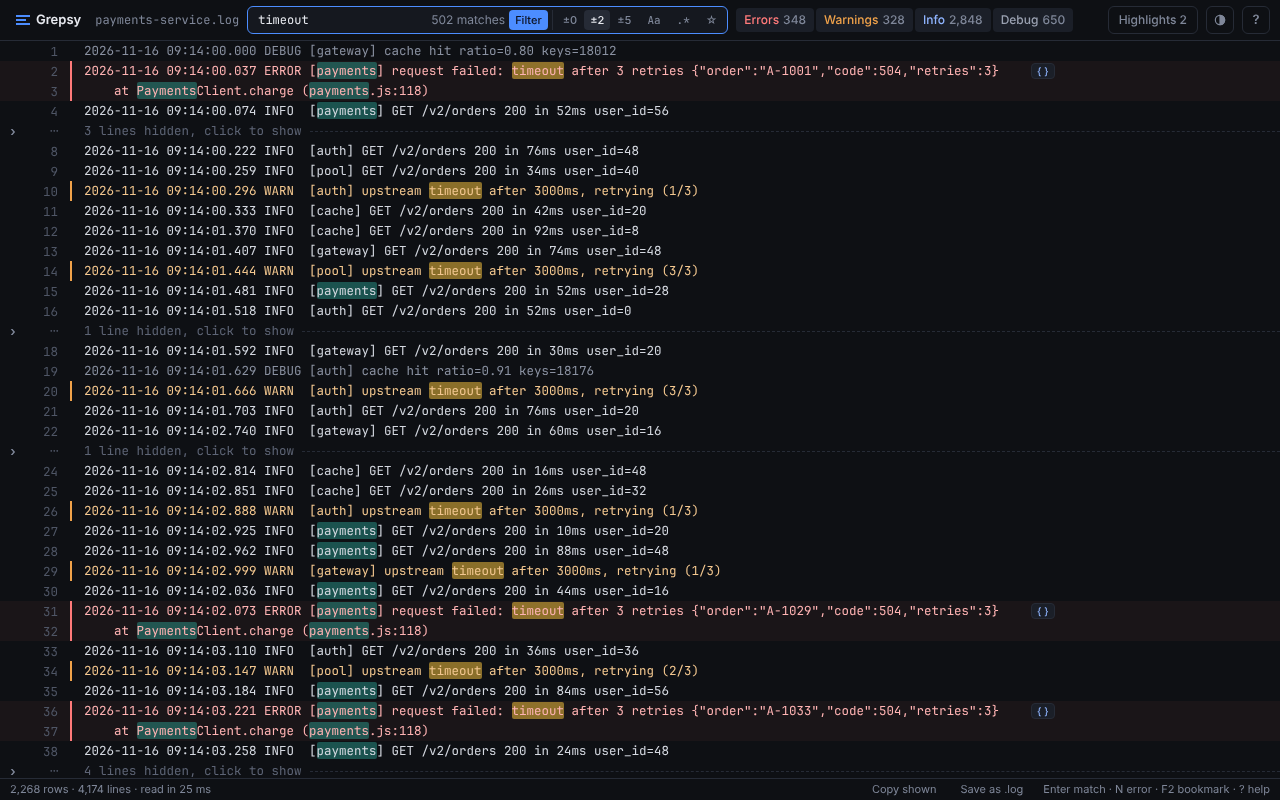 Grepsy payments-service.log timeout 502 matches Filter ±0 ±2 ±5 Aa .* ☆ Errors 348 Warnings 328 Info 2,848 Debug 650 Highlights 2 ?
1 2026-11-16 09:14:00.000 DEBUG [gateway] cache hit ratio=0.80 keys=18012
2 2026-11-16 09:14:00.037 ERROR [payments] request failed: timeout after 3 retries {"order":"A-1001","code":504,"retries":3} {}
3 at PaymentsClient.charge (payments.js:118)
4 2026-11-16 09:14:00.074 INFO [payments] GET /v2/orders 200 in 52ms user_id=56
› ⋯ 3 lines hidden, click to show
8 2026-11-16 09:14:00.222 INFO [auth] GET /v2/orders 200 in 76ms user_id=48
9 2026-11-16 09:14:00.259 INFO [pool] GET /v2/orders 200 in 34ms user_id=40
10 2026-11-16 09:14:00.296 WARN [auth] upstream timeout after 3000ms, retrying (1/3)
11 2026-11-16 09:14:00.333 INFO [cache] GET /v2/orders 200 in 42ms user_id=20
12 2026-11-16 09:14:01.370 INFO [cache] GET /v2/orders 200 in 92ms user_id=8
13 2026-11-16 09:14:01.407 INFO [gateway] GET /v2/orders 200 in 74ms user_id=48
14 2026-11-16 09:14:01.444 WARN [pool] upstream timeout after 3000ms, retrying (3/3)
15 2026-11-16 09:14:01.481 INFO [payments] GET /v2/orders 200 in 52ms user_id=28
16 2026-11-16 09:14:01.518 INFO [auth] GET /v2/orders 200 in 52ms user_id=0
› ⋯ 1 line hidden, click to show
18 2026-11-16 09:14:01.592 INFO [gateway] GET /v2/orders 200 in 30ms user_id=20
19 2026-11-16 09:14:01.629 DEBUG [auth] cache hit ratio=0.91 keys=18176
20 2026-11-16 09:14:01.666 WARN [auth] upstream timeout after 3000ms, retrying (3/3)
21 2026-11-16 09:14:01.703 INFO [auth] GET /v2/orders 200 in 76ms user_id=20
22 2026-11-16 09:14:02.740 INFO [gateway] GET /v2/orders 200 in 60ms user_id=16
› ⋯ 1 line hidden, click to show
24 2026-11-16 09:14:02.814 INFO [cache] GET /v2/orders 200 in 16ms user_id=48
25 2026-11-16 09:14:02.851 INFO [cache] GET /v2/orders 200 in 26ms user_id=32
26 2026-11-16 09:14:02.888 WARN [auth] upstream timeout after 3000ms, retrying (1/3)
27 2026-11-16 09:14:02.925 INFO [payments] GET /v2/orders 200 in 10ms user_id=20
28 2026-11-16 09:14:02.962 INFO [payments] GET /v2/orders 200 in 88ms user_id=48
29 2026-11-16 09:14:02.999 WARN [gateway] upstream timeout after 3000ms, retrying (1/3)
30 2026-11-16 09:14:02.036 INFO [payments] GET /v2/orders 200 in 44ms user_id=16
31 2026-11-16 09:14:02.073 ERROR [payments] request failed: timeout after 3 retries {"order":"A-1029","code":504,"retries":3} {}
32 at PaymentsClient.charge (payments.js:118)
33 2026-11-16 09:14:03.110 INFO [auth] GET /v2/orders 200 in 36ms user_id=36
34 2026-11-16 09:14:03.147 WARN [pool] upstream timeout after 3000ms, retrying (2/3)
35 2026-11-16 09:14:03.184 INFO [payments] GET /v2/orders 200 in 84ms user_id=56
36 2026-11-16 09:14:03.221 ERROR [payments] request failed: timeout after 3 retries {"order":"A-1033","code":504,"retries":3} {}
37 at PaymentsClient.charge (payments.js:118)
38 2026-11-16 09:14:03.258 INFO [payments] GET /v2/orders 200 in 24ms user_id=48
› ⋯ 4 lines hidden, click to show
2,268 rows · 4,174 lines · read in 25 ms Copy shown Save as .log Enter match · N error · F2 bookmark · ? help